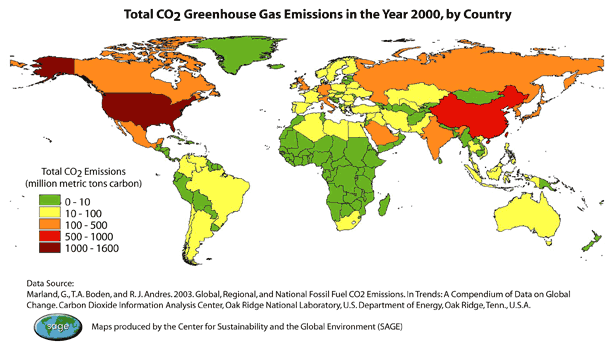 Total CO2 Greenhouse Gas Emissions in the Year 2000, by Country
Total CO2 Emissions
(million metric tons carbon)
0 - 10
10 - 100
100 - 500
500 - 1000
1000 - 1600
Data Source:
Marland, G., T.A. Boden, and R. J. Andres. 2003. Global, Regional, and National Fossil Fuel CO2 Emissions. In Trends: A Compendium of Data on Global
Change. Carbon Dioxide Information Analysis Center, Oak Ridge National Laboratory, U.S. Department of Energy, Oak Ridge, Tenn., U.S.A.
sage
Maps produced by the Center for Sustainability and the Global Environment (SAGE)